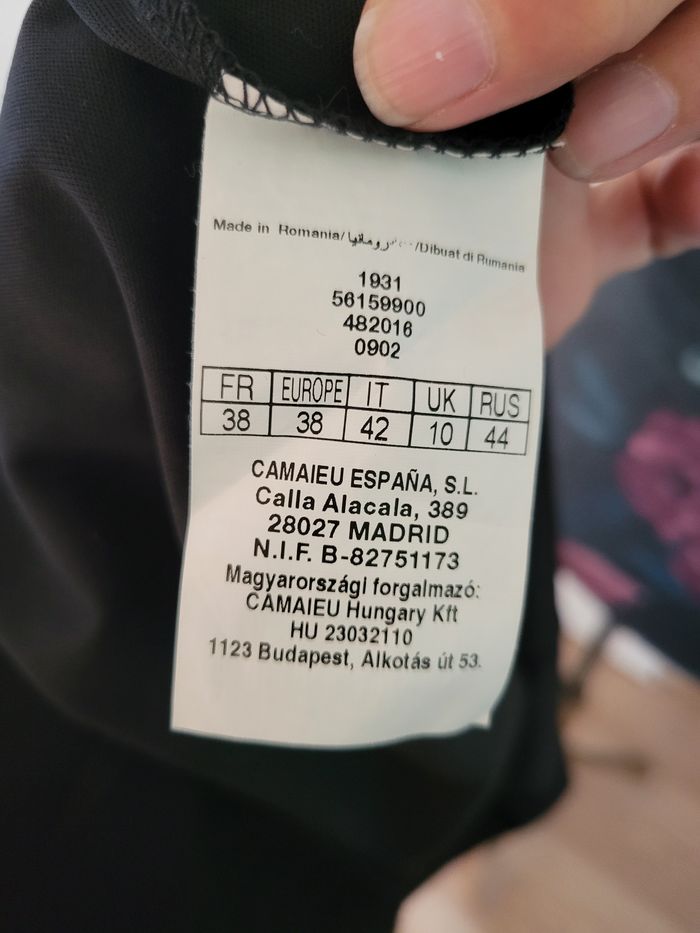 Made in Romania/ رومانيا /Dibuat di Rumania
1931
56159900
482016
0902
FR EUROPE IT UK RUS
38 38 42 10 44
CAMAIEU ESPAÑA, S.L.
Calla Alacala, 389
28027 MADRID
N.I.F. B-82751173
Magyarországi forgalmazó:
CAMAIEU Hungary Kft
HU 23032110
1123 Budapest, Alkotás út 53.